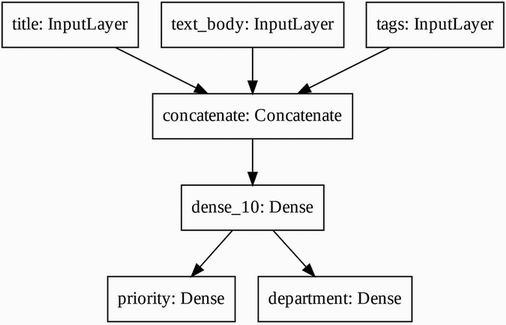 title: InputLayer
text_body: InputLayer
tags: InputLayer
concatenate: Concatenate
dense_10: Dense
priority: Dense
department: Dense